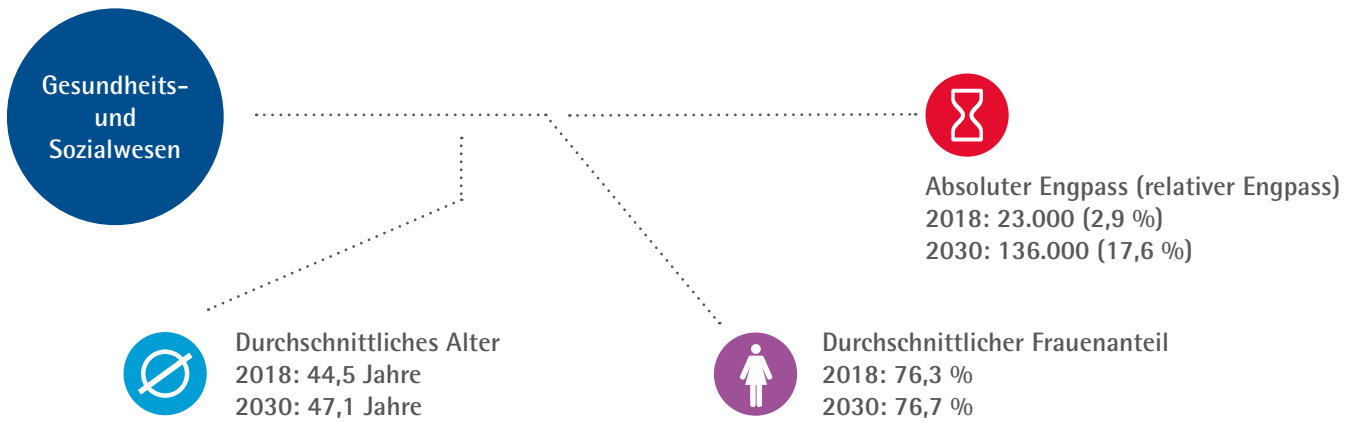 Gesundheits-
und
Sozialwesen
Absoluter Engpass (relativer Engpass)
2018: 23.000 (2,9 %)
2030: 136.000 (17,6 %)
Durchschnittliches Alter
2018: 44,5 Jahre
2030: 47,1 Jahre
Durchschnittlicher Frauenanteil
2018: 76,3 %
2030: 76,7 %